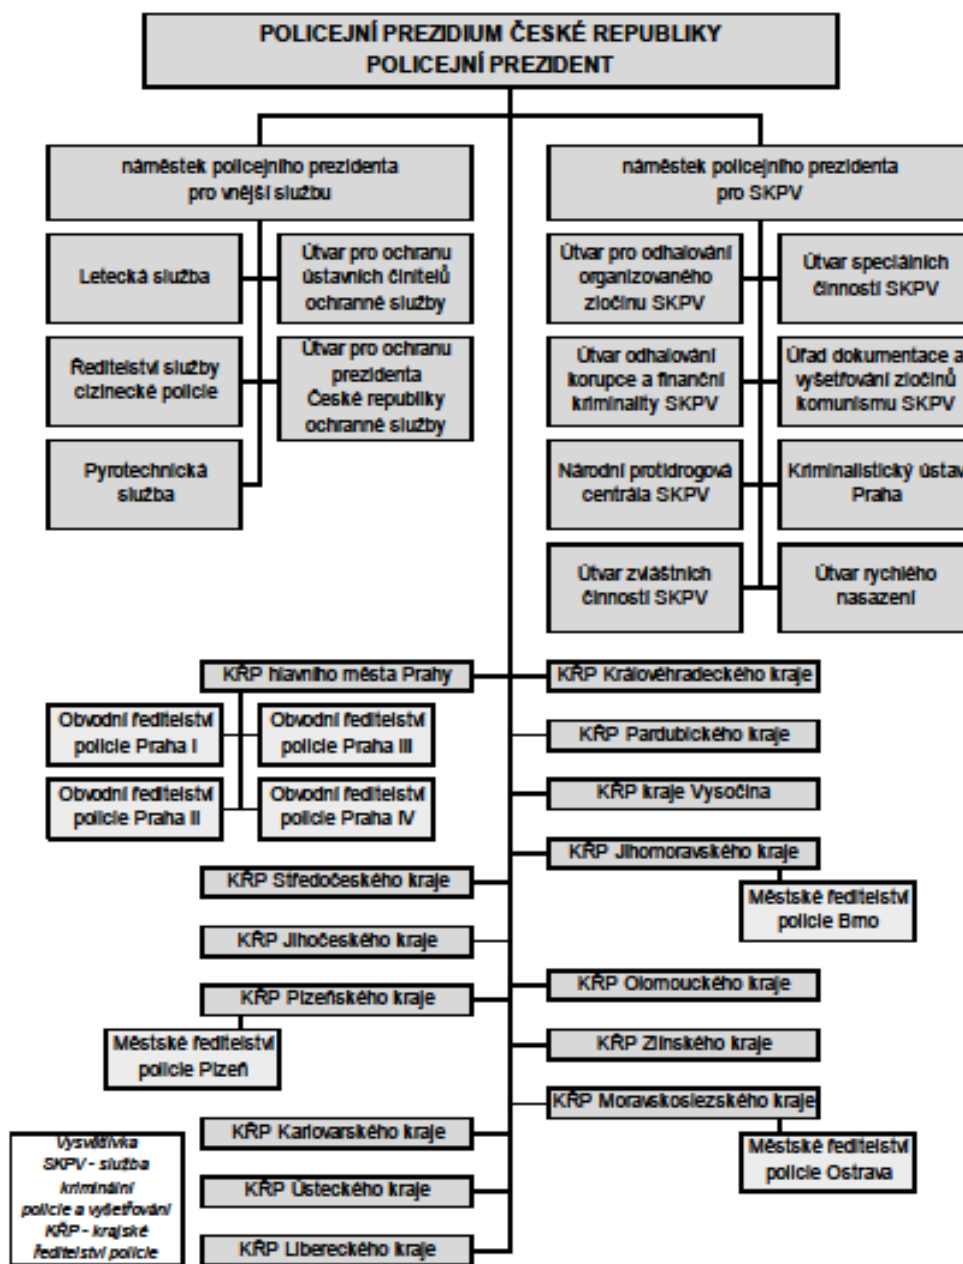 POLICEJNÍ PREZIDIUM ČESKÉ REPUBLIKY
POLICEJNÍ PREZIDENT
náměstek policejního prezidenta
pro vnější službu
náměstek policejního prezidenta
pro SKPV
Letecká služba
Útvar pro ochranu
ústavních činitelů
ochranné služby
Ředitelství služby
cizinecké policie
Útvar pro ochranu
prezidenta
České republiky
ochranné služby
Pyrotechnická
služba
Útvar pro odhalování
organizovaného
zločinu SKPV
Útvar speciálních
činností SKPV
Útvar odhalování
korupce a finanční
kriminality SKPV
Úřad dokumentace a
vyšetřování zločinů
komunismu SKPV
Národní protidrogová
centrála SKPV
Kriminalistický ústav
Praha
Útvar zvláštních
činností SKPV
Útvar rychlého
nasazení
KŘP hlavního města Prahy
Obvodní ředitelství
policie Praha I
Obvodní ředitelství
policie Praha III
Obvodní ředitelství
policie Praha II
Obvodní ředitelství
policie Praha IV
KŘP Středočeského kraje
KŘP Jihočeského kraje
KŘP Plzeňského kraje
Městské ředitelství
policie Plzeň
KŘP Karlovarského kraje
KŘP Ústeckého kraje
KŘP Libereckého kraje
KŘP Královéhradeckého kraje
KŘP Pardubického kraje
KŘP kraje Vysočina
KŘP Jihomoravského kraje
Městské ředitelství
policie Brno
KŘP Olomouckého kraje
KŘP Zlínského kraje
KŘP Moravskoslezského kraje
Městské ředitelství
policie Ostrava
Vysvětlivka
SKPV - služba
kriminální
policie a vyšetřování
KŘP - krajské
ředitelství policie